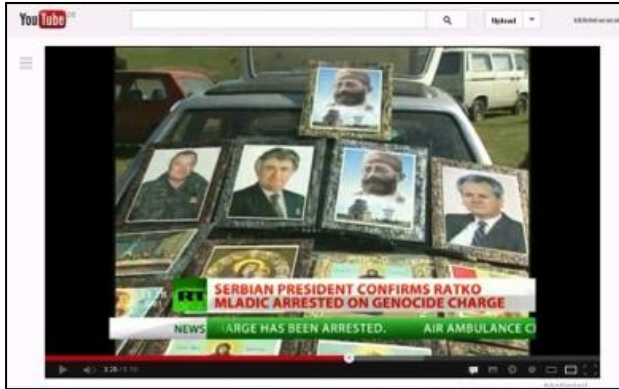 YouTube
Upload
RT
SERBIAN PRESIDENT CONFIRMS RATKO
MLADIC ARRESTED ON GENOCIDE CHARGE
NEWS ARGE HAS BEEN ARRESTED. AIR AMBULANCE C